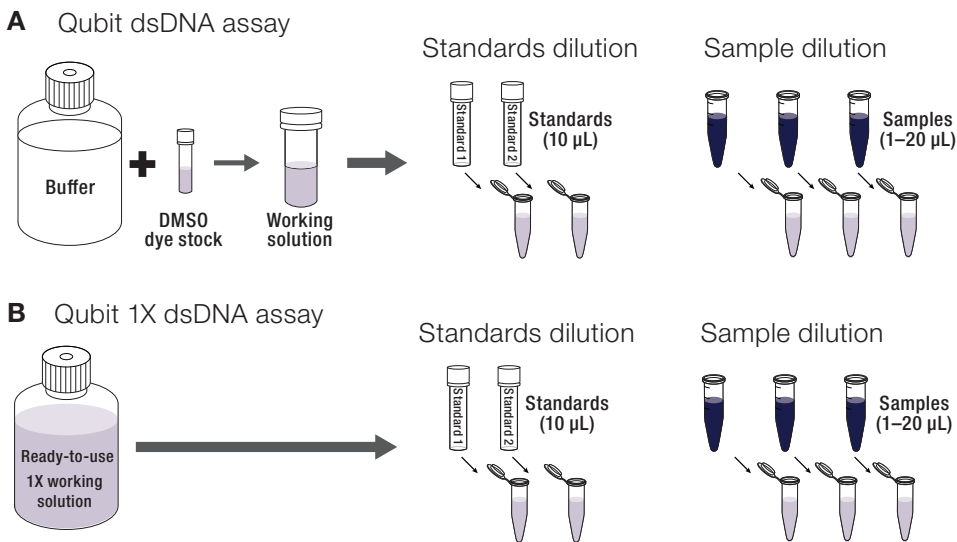 A Qubit dsDNA assay
Standards dilution
Sample dilution
Buffer
DMSO
dye stock
Working
solution
Standard 1
Standard 2
Standards
(10 µL)
Samples
(1–20 µL)
B Qubit 1X dsDNA assay
Standards dilution
Sample dilution
Ready-to-use
1X working
solution
Standard 1
Standard 2
Standards
(10 µL)
Samples
(1–20 µL)